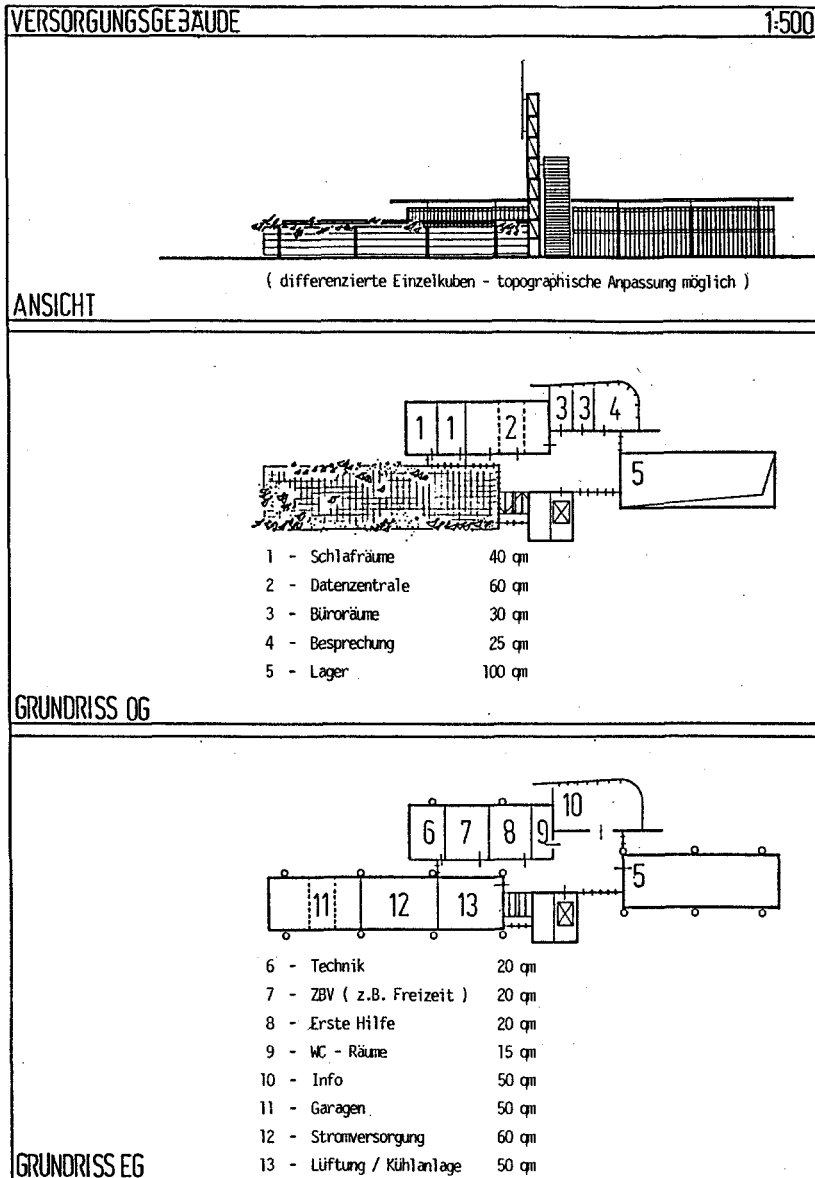 VERSORGUNGSGEBÄUDE 1:500
( differenzierte Einzelkuben - topographische Anpassung möglich )
ANSICHT
1 1 2 3 3 4
5
1 - Schlafräume 40 qm
2 - Datenzentrale 60 qm
3 - Büroräume 30 qm
4 - Besprechung 25 qm
5 - Lager 100 qm
GRUNDRISS OG
10
6 7 8 9
5
11 12 13
6 - Technik 20 qm
7 - ZBV ( z.B. Freizeit ) 20 qm
8 - Erste Hilfe 20 qm
9 - WC - Räume 15 qm
10 - Info 50 qm
11 - Garagen 50 qm
12 - Stromversorgung 60 qm
13 - Lüftung / Kühlanlage 50 qm
GRUNDRISS EG